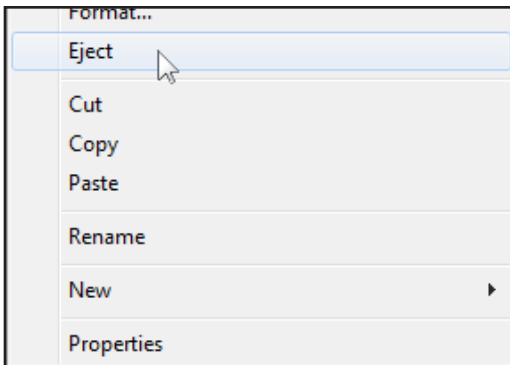 Format...
Eject
Cut
Copy
Paste
Rename
New
Properties